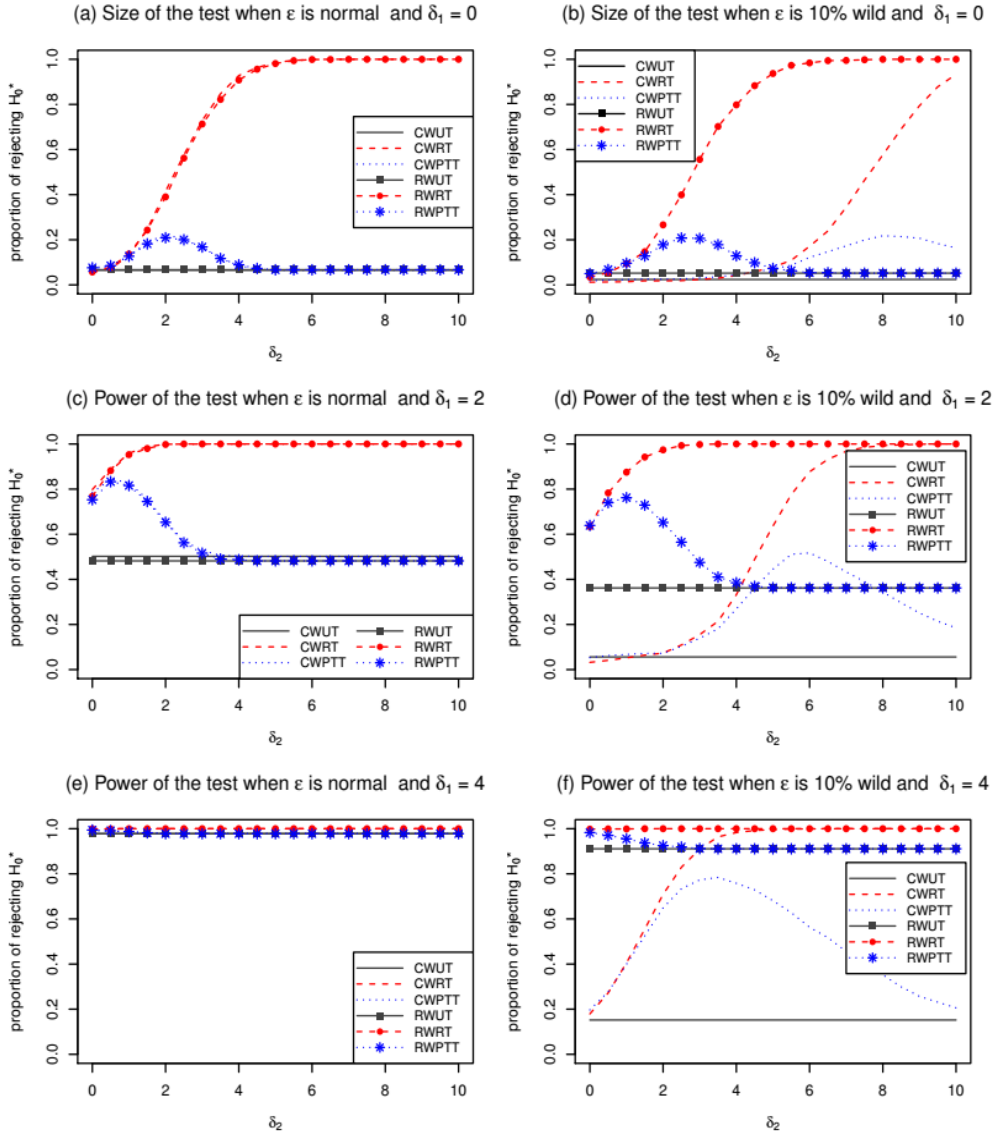 (a) Size of the test when ε is normal and δ1 = 0
proportion of rejecting H0*
0.0 0.2 0.4 0.6 0.8 1.0
CWUT
CWRT
CWPTT
RWUT
RWRT
RWPTT
0 2 4 6 8 10
δ2
(b) Size of the test when ε is 10% wild and δ1 = 0
proportion of rejecting H0*
0.0 0.2 0.4 0.6 0.8 1.0
CWUT
CWRT
CWPTT
RWUT
RWRT
RWPTT
0 2 4 6 8 10
δ2
(c) Power of the test when ε is normal and δ1 = 2
proportion of rejecting H0*
0.0 0.2 0.4 0.6 0.8 1.0
CWUT RWUT
CWRT RWRT
CWPTT RWPTT
0 2 4 6 8 10
δ2
(d) Power of the test when ε is 10% wild and δ1 = 2
proportion of rejecting H0*
0.0 0.2 0.4 0.6 0.8 1.0
CWUT
CWRT
CWPTT
RWUT
RWRT
RWPTT
0 2 4 6 8 10
δ2
(e) Power of the test when ε is normal and δ1 = 4
proportion of rejecting H0*
0.0 0.2 0.4 0.6 0.8 1.0
CWUT
CWRT
CWPTT
RWUT
RWRT
RWPTT
0 2 4 6 8 10
δ2
(f) Power of the test when ε is 10% wild and δ1 = 4
proportion of rejecting H0*
0.0 0.2 0.4 0.6 0.8 1.0
CWUT
CWRT
CWPTT
RWUT
RWRT
RWPTT
0 2 4 6 8 10
δ2